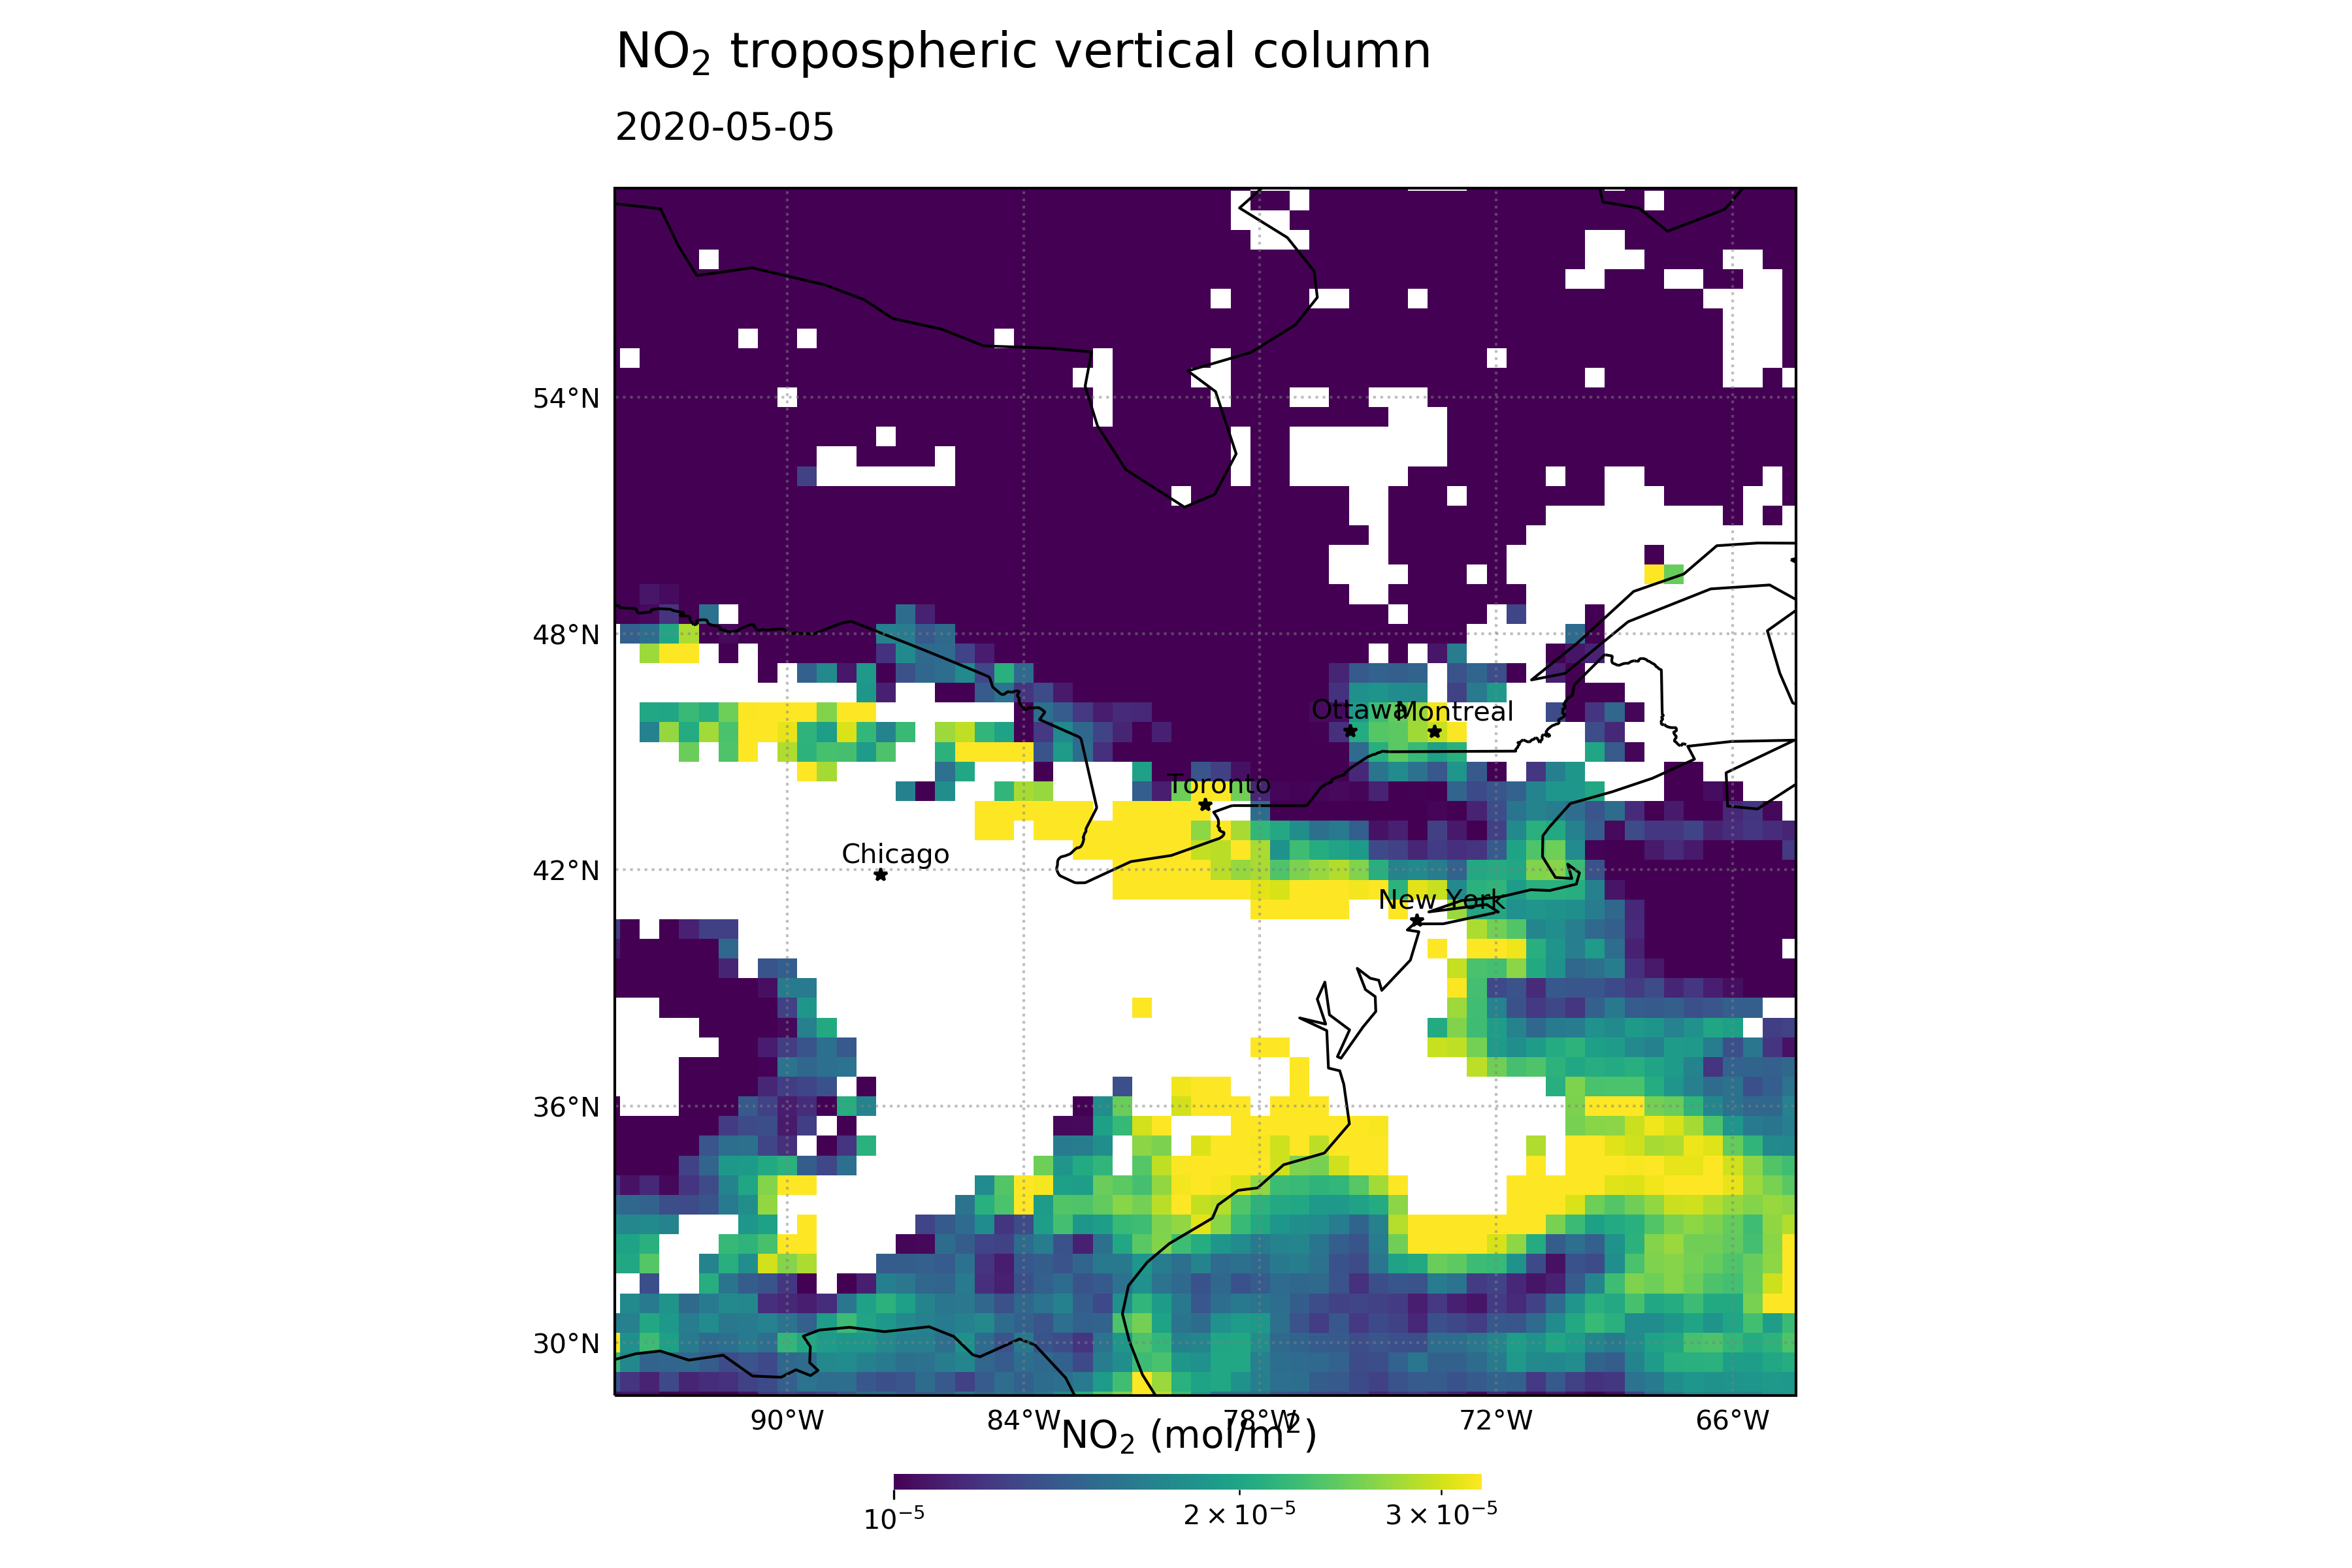 NO₂ tropospheric vertical column
2020-05-05
54°N
48°N
Ottawa
Montreal
Toronto
Chicago
42°N
New York
36°N
30°N
90°W
84°W
78°W
72°W
66°W
NO₂ (mol/m²)
10⁻⁵
2 × 10⁻⁵
3 × 10⁻⁵